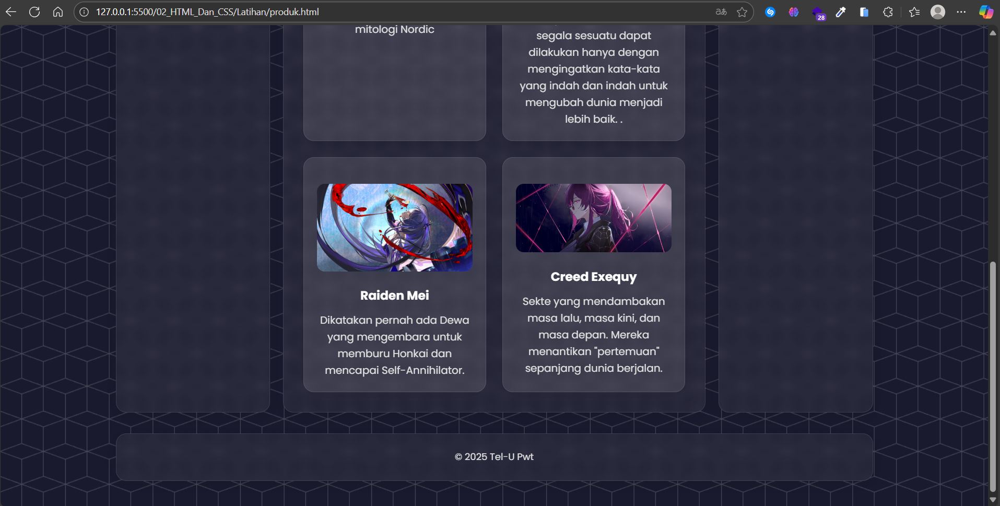 127.0.0.1:5500/02_HTML_Dan_CSS/Latihan/produk.html
28
mitologi Nordic
segala sesuatu dapat
dilakukan hanya dengan
mengingatkan kata-kata
yang indah dan indah untuk
mengubah dunia menjadi
lebih baik. .
Raiden Mei
Dikatakan pernah ada Dewa
yang mengembara untuk
memburu Honkai dan
mencapai Self-Annihilator.
Creed Exequy
Sekte yang mendambakan
masa lalu, masa kini, dan
masa depan. Mereka
menantikan "pertemuan"
sepanjang dunia berjalan.
© 2025 Tel-U Pwt